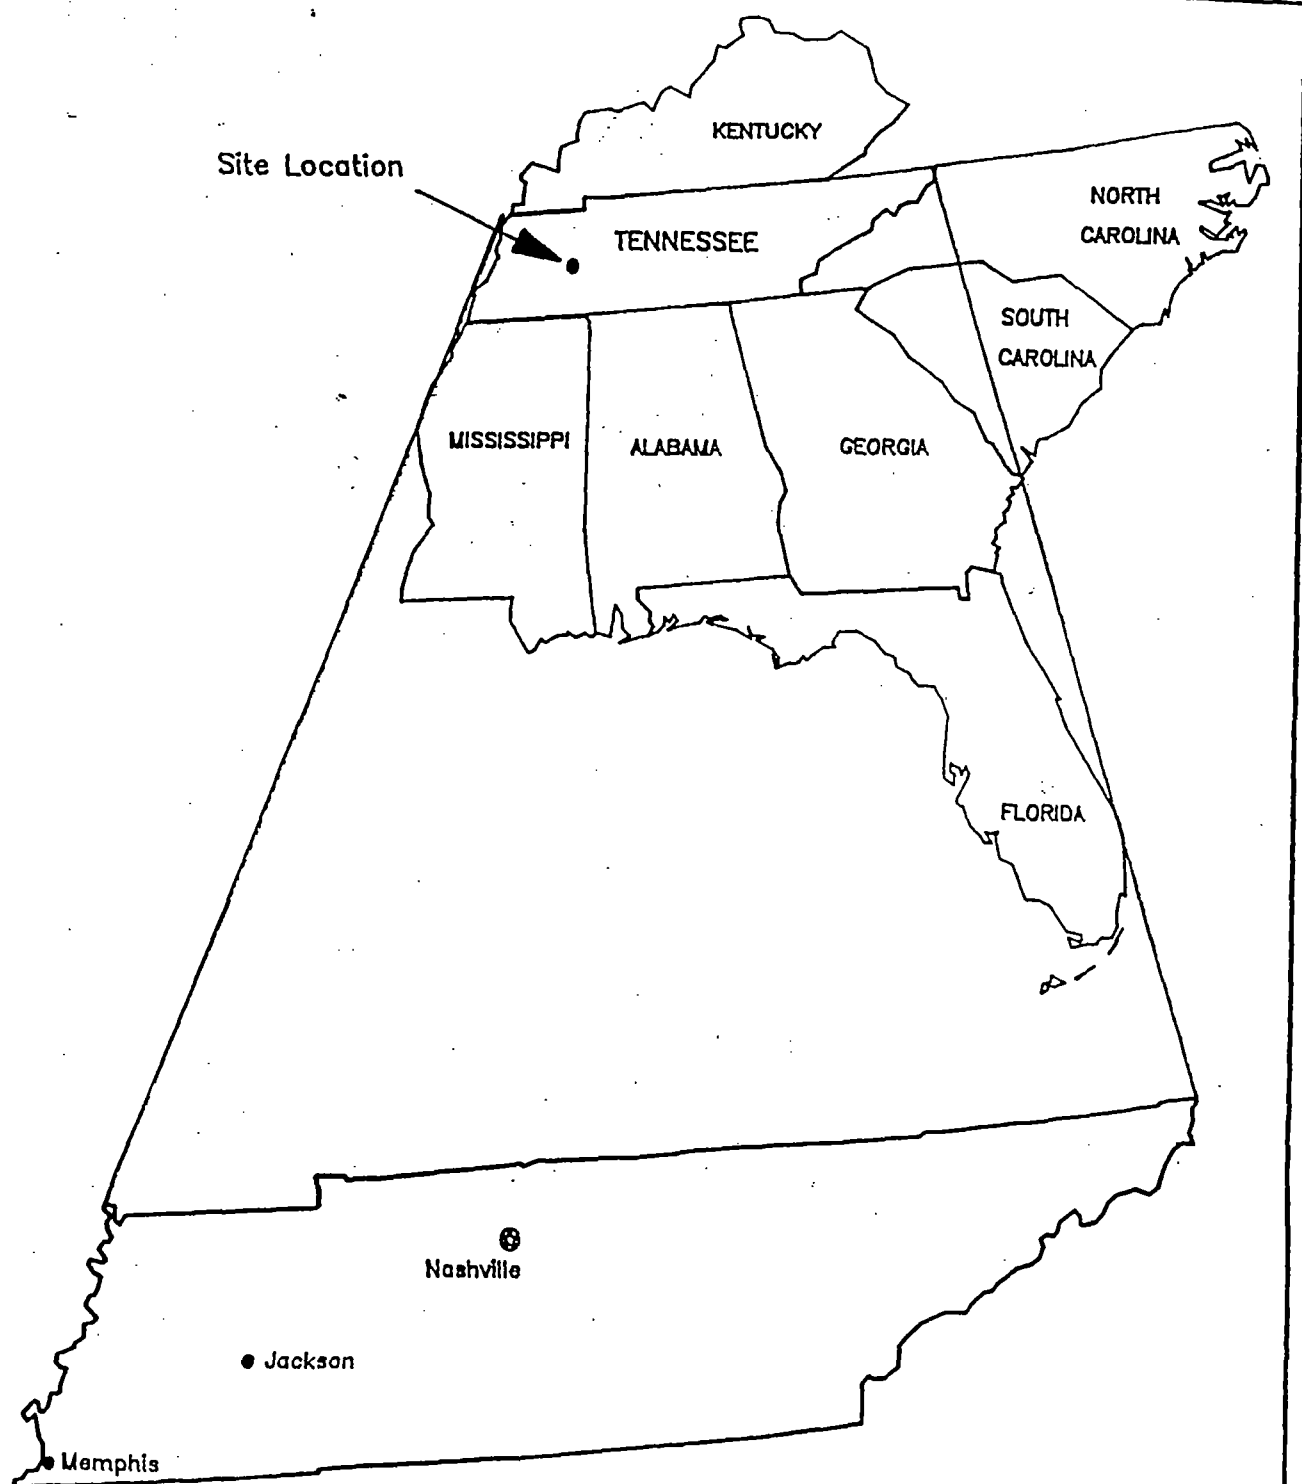 KENTUCKY
Site Location
NORTH
CAROLINA
TENNESSEE
SOUTH
CAROLINA
MISSISSIPPI
ALABAMA
GEORGIA
FLORIDA
Nashville
Jackson
Memphis